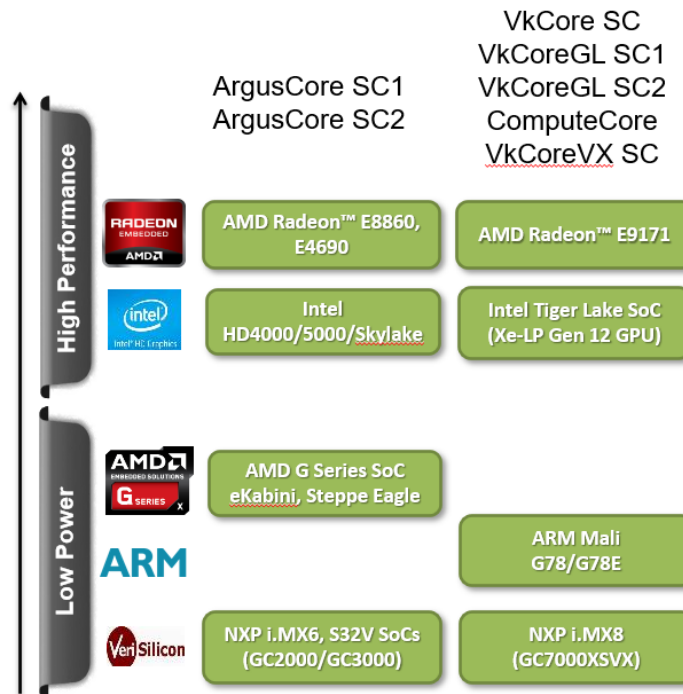 VkCore SC
VkCoreGL SC1
VkCoreGL SC2
ComputeCore
VkCoreVX SC
ArgusCore SC1
ArgusCore SC2
High Performance
RADEON
EMBEDDED
AMD
AMD Radeon™ E8860,
E4690
AMD Radeon™ E9171
intel
Intel® HD Graphics
Intel
HD4000/5000/Skylake
Intel Tiger Lake SoC
(Xe-LP Gen 12 GPU)
Low Power
AMD
EMBEDDED SOLUTIONS
G SERIES
X
AMD G Series SoC
eKabini, Steppe Eagle
ARM
ARM Mali
G78/G78E
VeriSilicon
NXP i.MX6, S32V SoCs
(GC2000/GC3000)
NXP i.MX8
(GC7000XSVX)